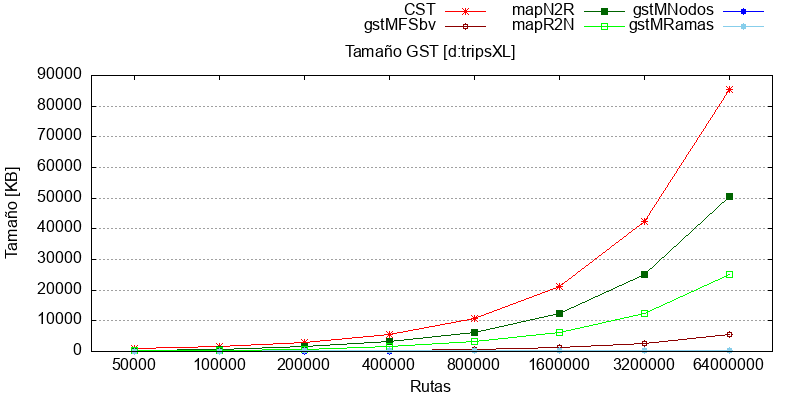 CST mapN2R gstMNodos
gstMFSbv mapR2N gstMRamas
Tamaño GST [d:tripsXL]
90000
80000
70000
60000
50000
40000
30000
20000
10000
0
Tamaño [KB]
50000 100000 200000 400000 800000 1600000 3200000 6400000
Rutas